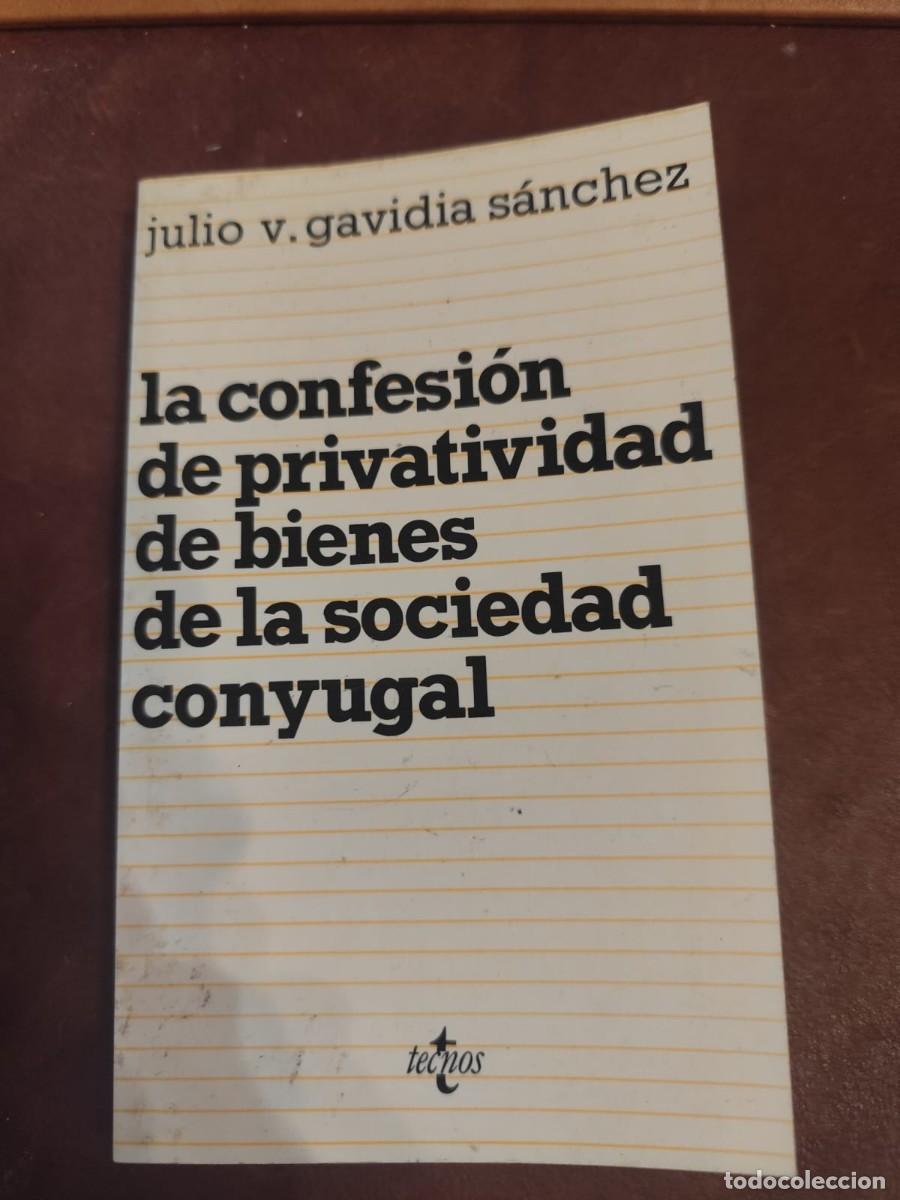 julio v. gavidia sánchez
la confesión
de privatividad
de bienes
de la sociedad
conyugal
tecnos
todocoleccion